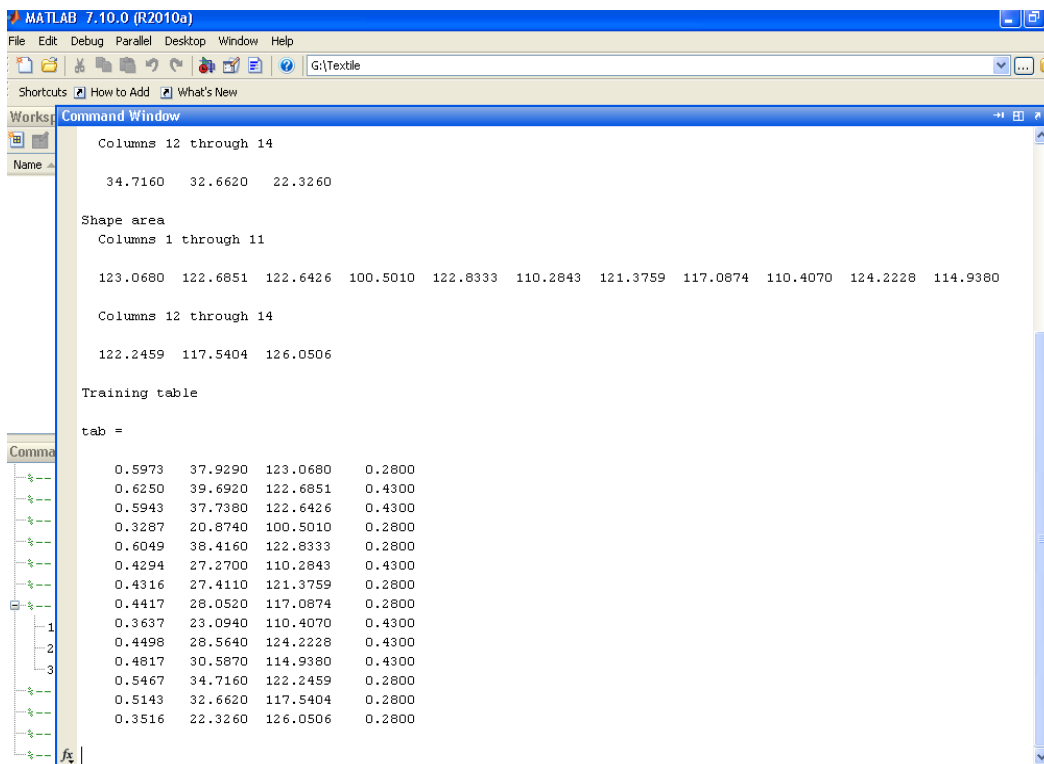 MATLAB 7.10.0 (R2010a)
File Edit Debug Parallel Desktop Window Help
G:\Textile
Shortcuts How to Add What's New
Command Window
Name
Columns 12 through 14
34.7160 32.6620 22.3260
Shape area
Columns 1 through 11
123.0680 122.6851 122.6426 100.5010 122.8333 110.2843 121.3759 117.0874 110.4070 124.2228 114.9380
Columns 12 through 14
122.2459 117.5404 126.0506
Training table
tab =
0.5973 37.9290 123.0680 0.2800
0.6250 39.6920 122.6851 0.4300
0.5943 37.7380 122.6426 0.4300
0.3287 20.8740 100.5010 0.2800
0.6049 38.4160 122.8333 0.2800
0.4294 27.2700 110.2843 0.4300
0.4316 27.4110 121.3759 0.2800
0.4417 28.0520 117.0874 0.2800
0.3637 23.0940 110.4070 0.4300
0.4498 28.5640 124.2228 0.4300
0.4817 30.5870 114.9380 0.4300
0.5467 34.7160 122.2459 0.2800
0.5143 32.6620 117.5404 0.2800
0.3516 22.3260 126.0506 0.2800
fx